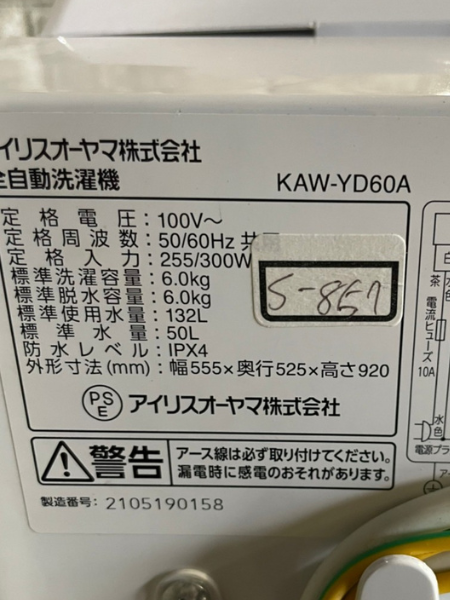 アイリスオーヤマ株式会社
全自動洗濯機 KAW-YD60A
定格電圧：100V～
定格周波数：50/60Hz 共用
定格入力：255/300W
標準洗濯容量：6.0kg
標準脱水容量：6.0kg
標準使用水量：132L
標準水量：50L
防水レベル：IPX4
外形寸法(mm)：幅555×奥行525×高さ920
S-857
PSE アイリスオーヤマ株式会社
警告
アース線は必ず取り付けてください。
漏電時に感電のおそれがあります。
製造番号：2105190158
茶
電流ヒューズ
10A
水色